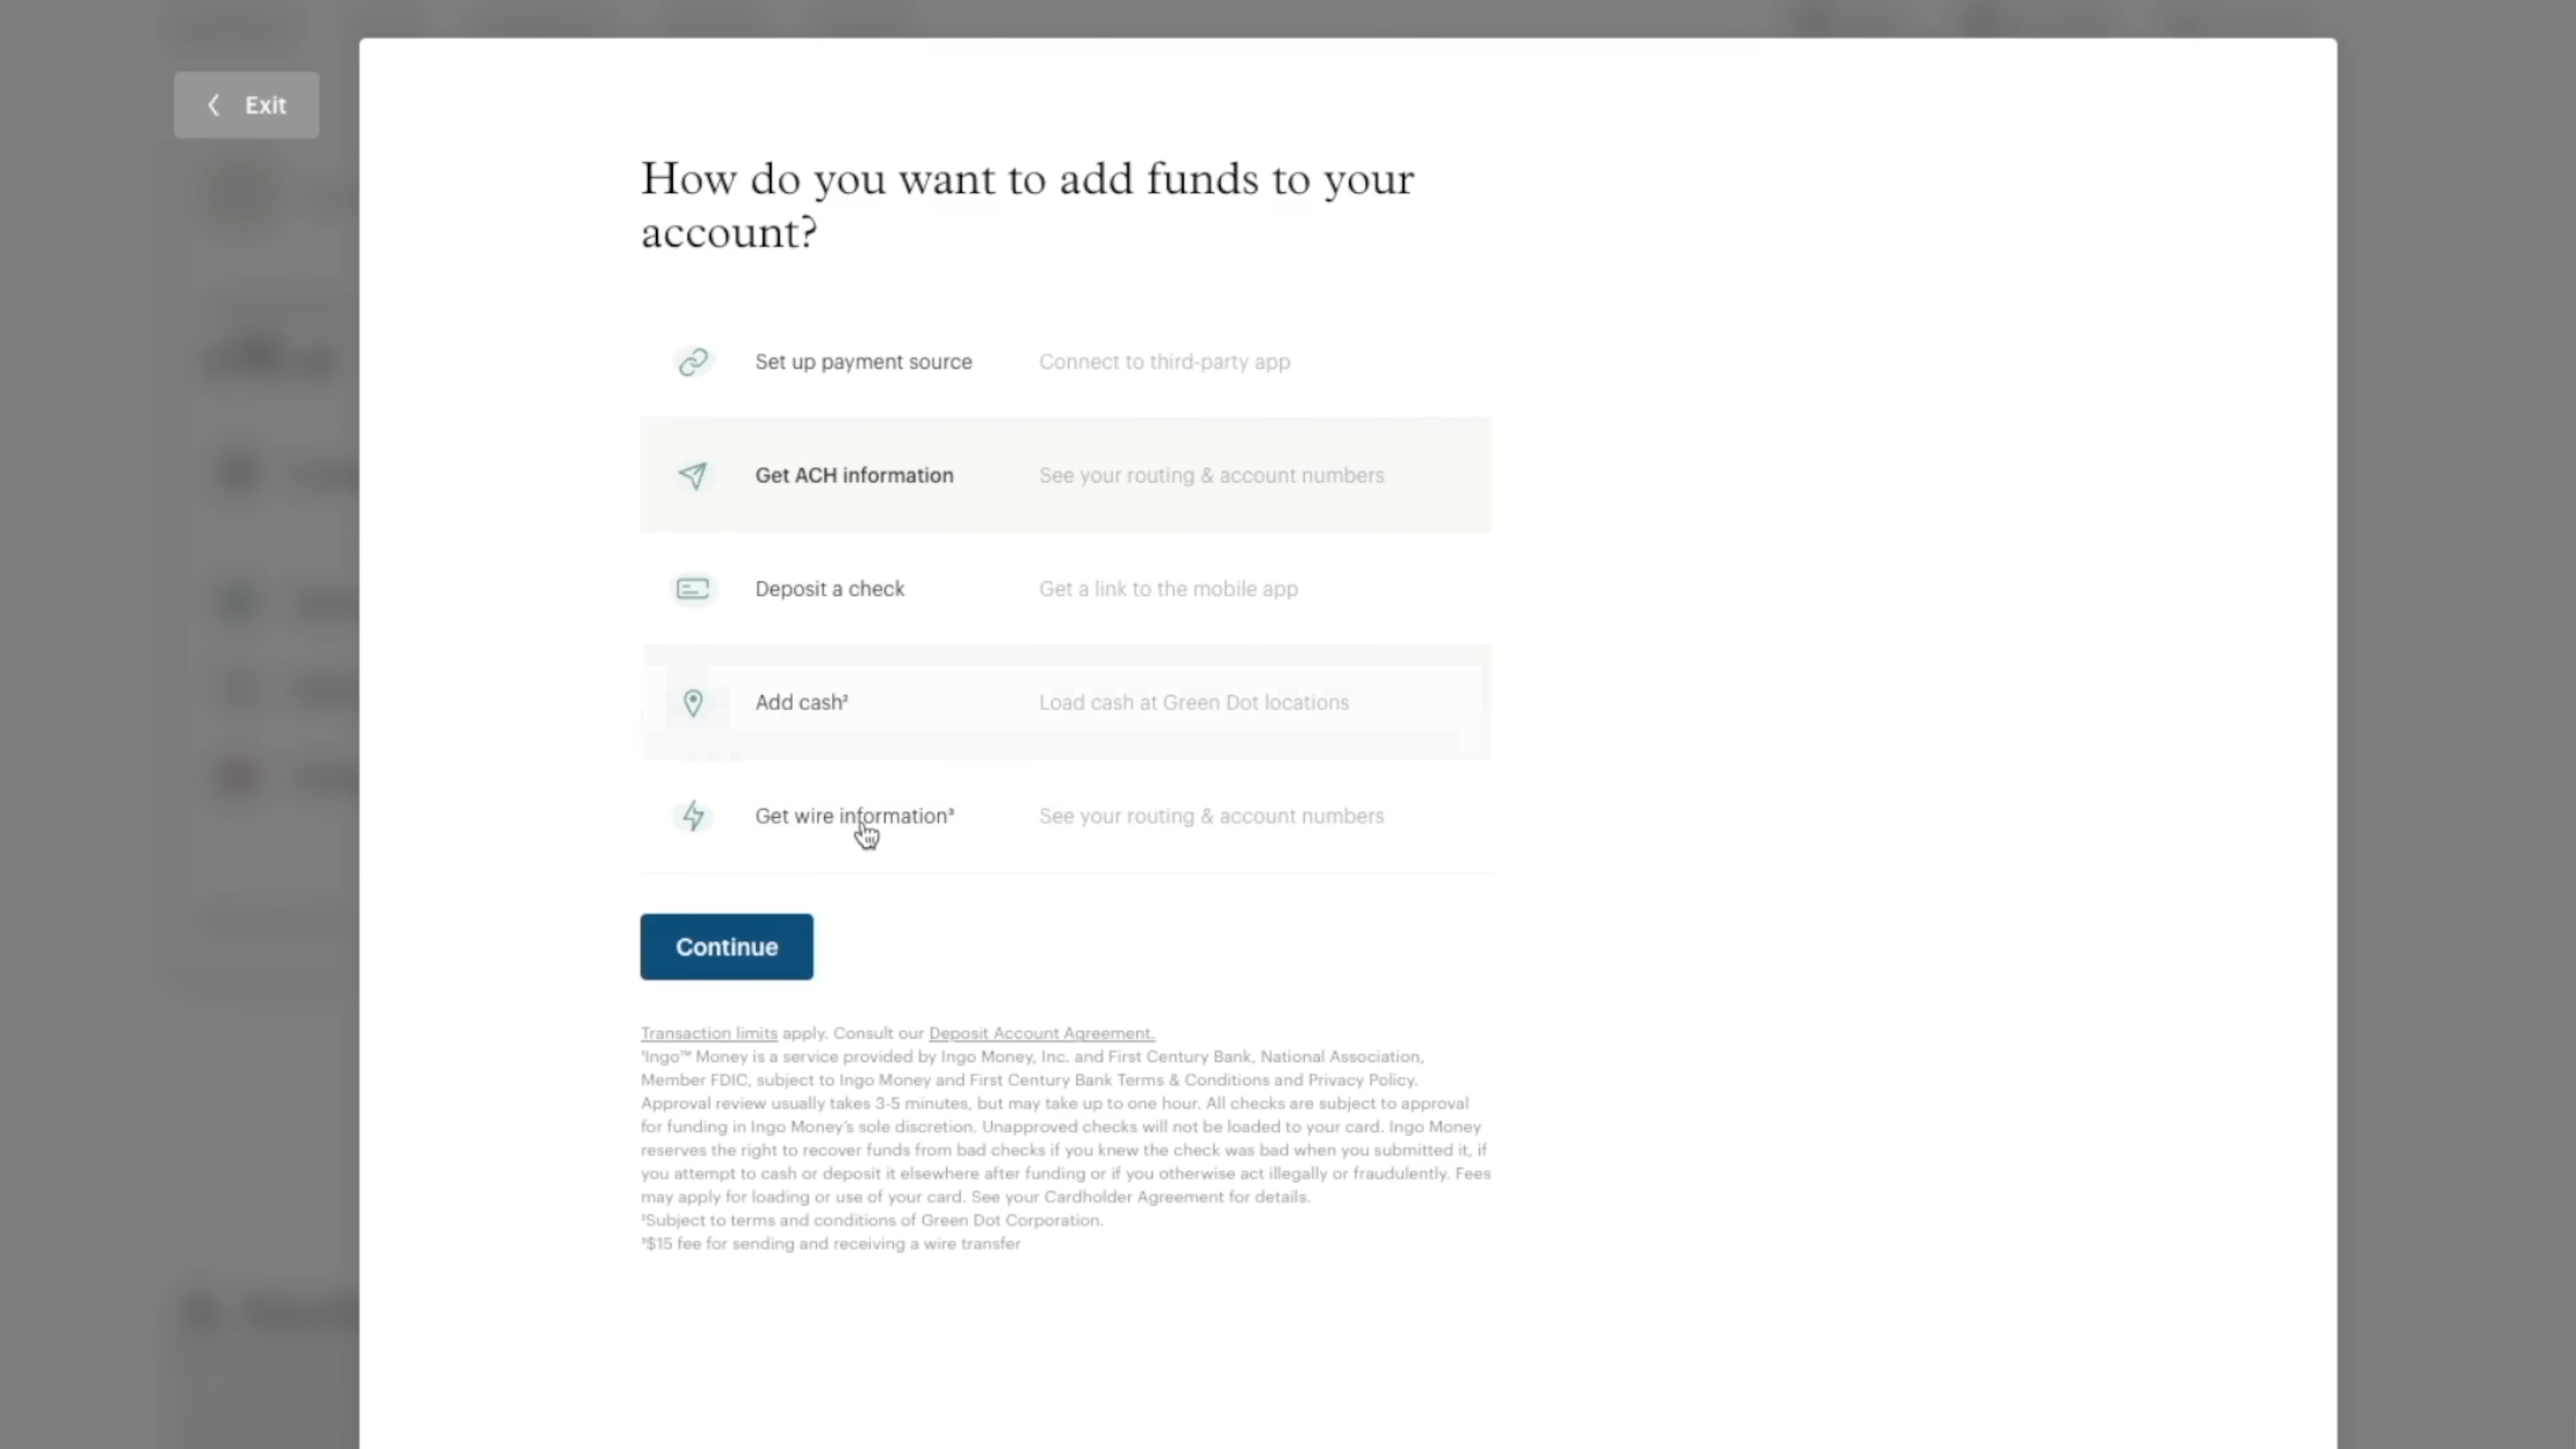 Exit
How do you want to add funds to your
account?
Set up payment source Connect to third-party app
Get ACH information See your routing & account numbers
Deposit a check Get a link to the mobile app
Add cash² Load cash at Green Dot locations
Get wire information³ See your routing & account numbers
Continue
Transaction limits apply. Consult our Deposit Account Agreement.
¹Ingo™ Money is a service provided by Ingo Money, Inc. and First Century Bank, National Association,
Member FDIC, subject to Ingo Money and First Century Bank Terms & Conditions and Privacy Policy.
Approval review usually takes 3-5 minutes, but may take up to one hour. All checks are subject to approval
for funding in Ingo Money’s sole discretion. Unapproved checks will not be loaded to your card. Ingo Money
reserves the right to recover funds from bad checks if you knew the check was bad when you submitted it, if
you attempt to cash or deposit it elsewhere after funding or if you otherwise act illegally or fraudulently. Fees
may apply for loading or use of your card. See your Cardholder Agreement for details.
²Subject to terms and conditions of Green Dot Corporation.
³$15 fee for sending and receiving a wire transfer